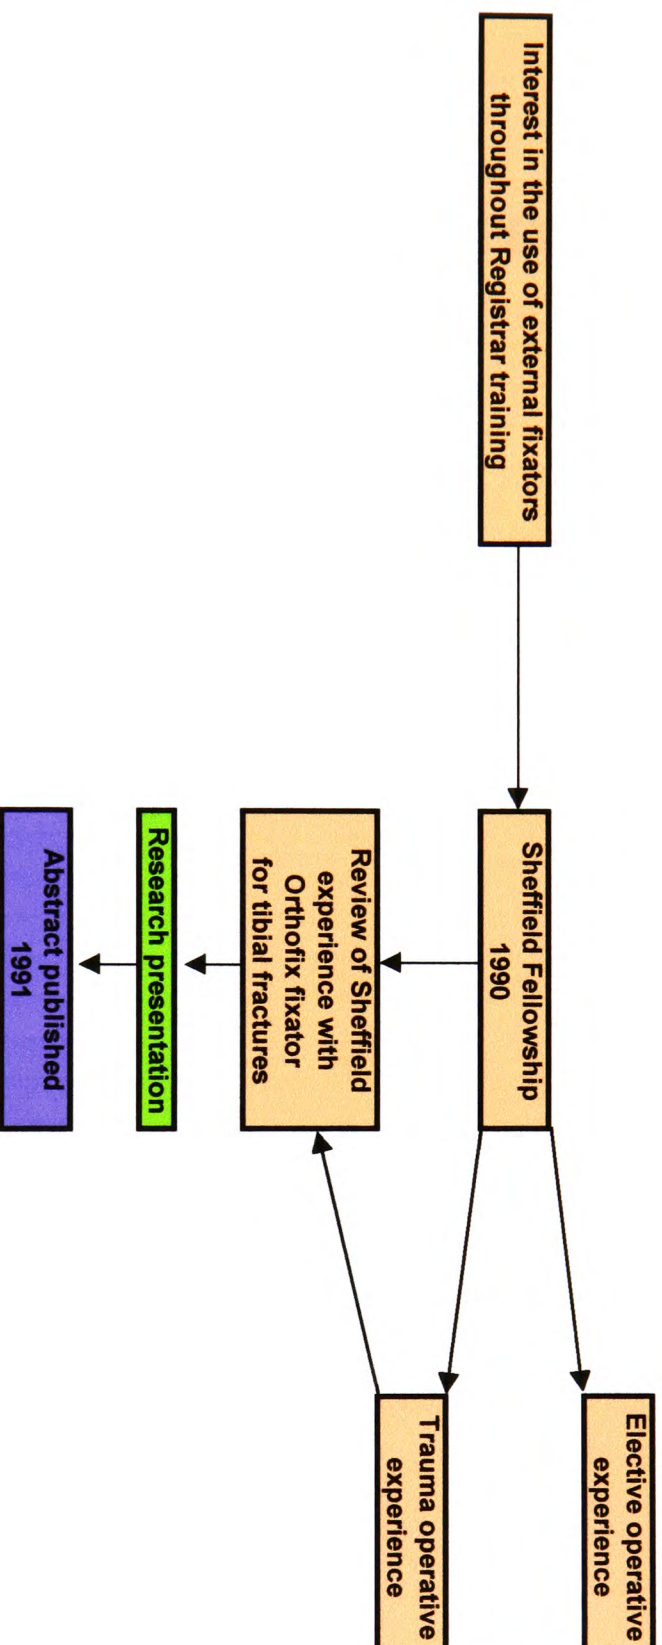 Interest in the use of external fixators
throughout Registrar training
Sheffield Fellowship
1990
Elective operative
experience
Trauma operative
experience
Review of Sheffield
experience with
Orthofix fixator
for tibial fractures
Research presentation
Abstract published
1991